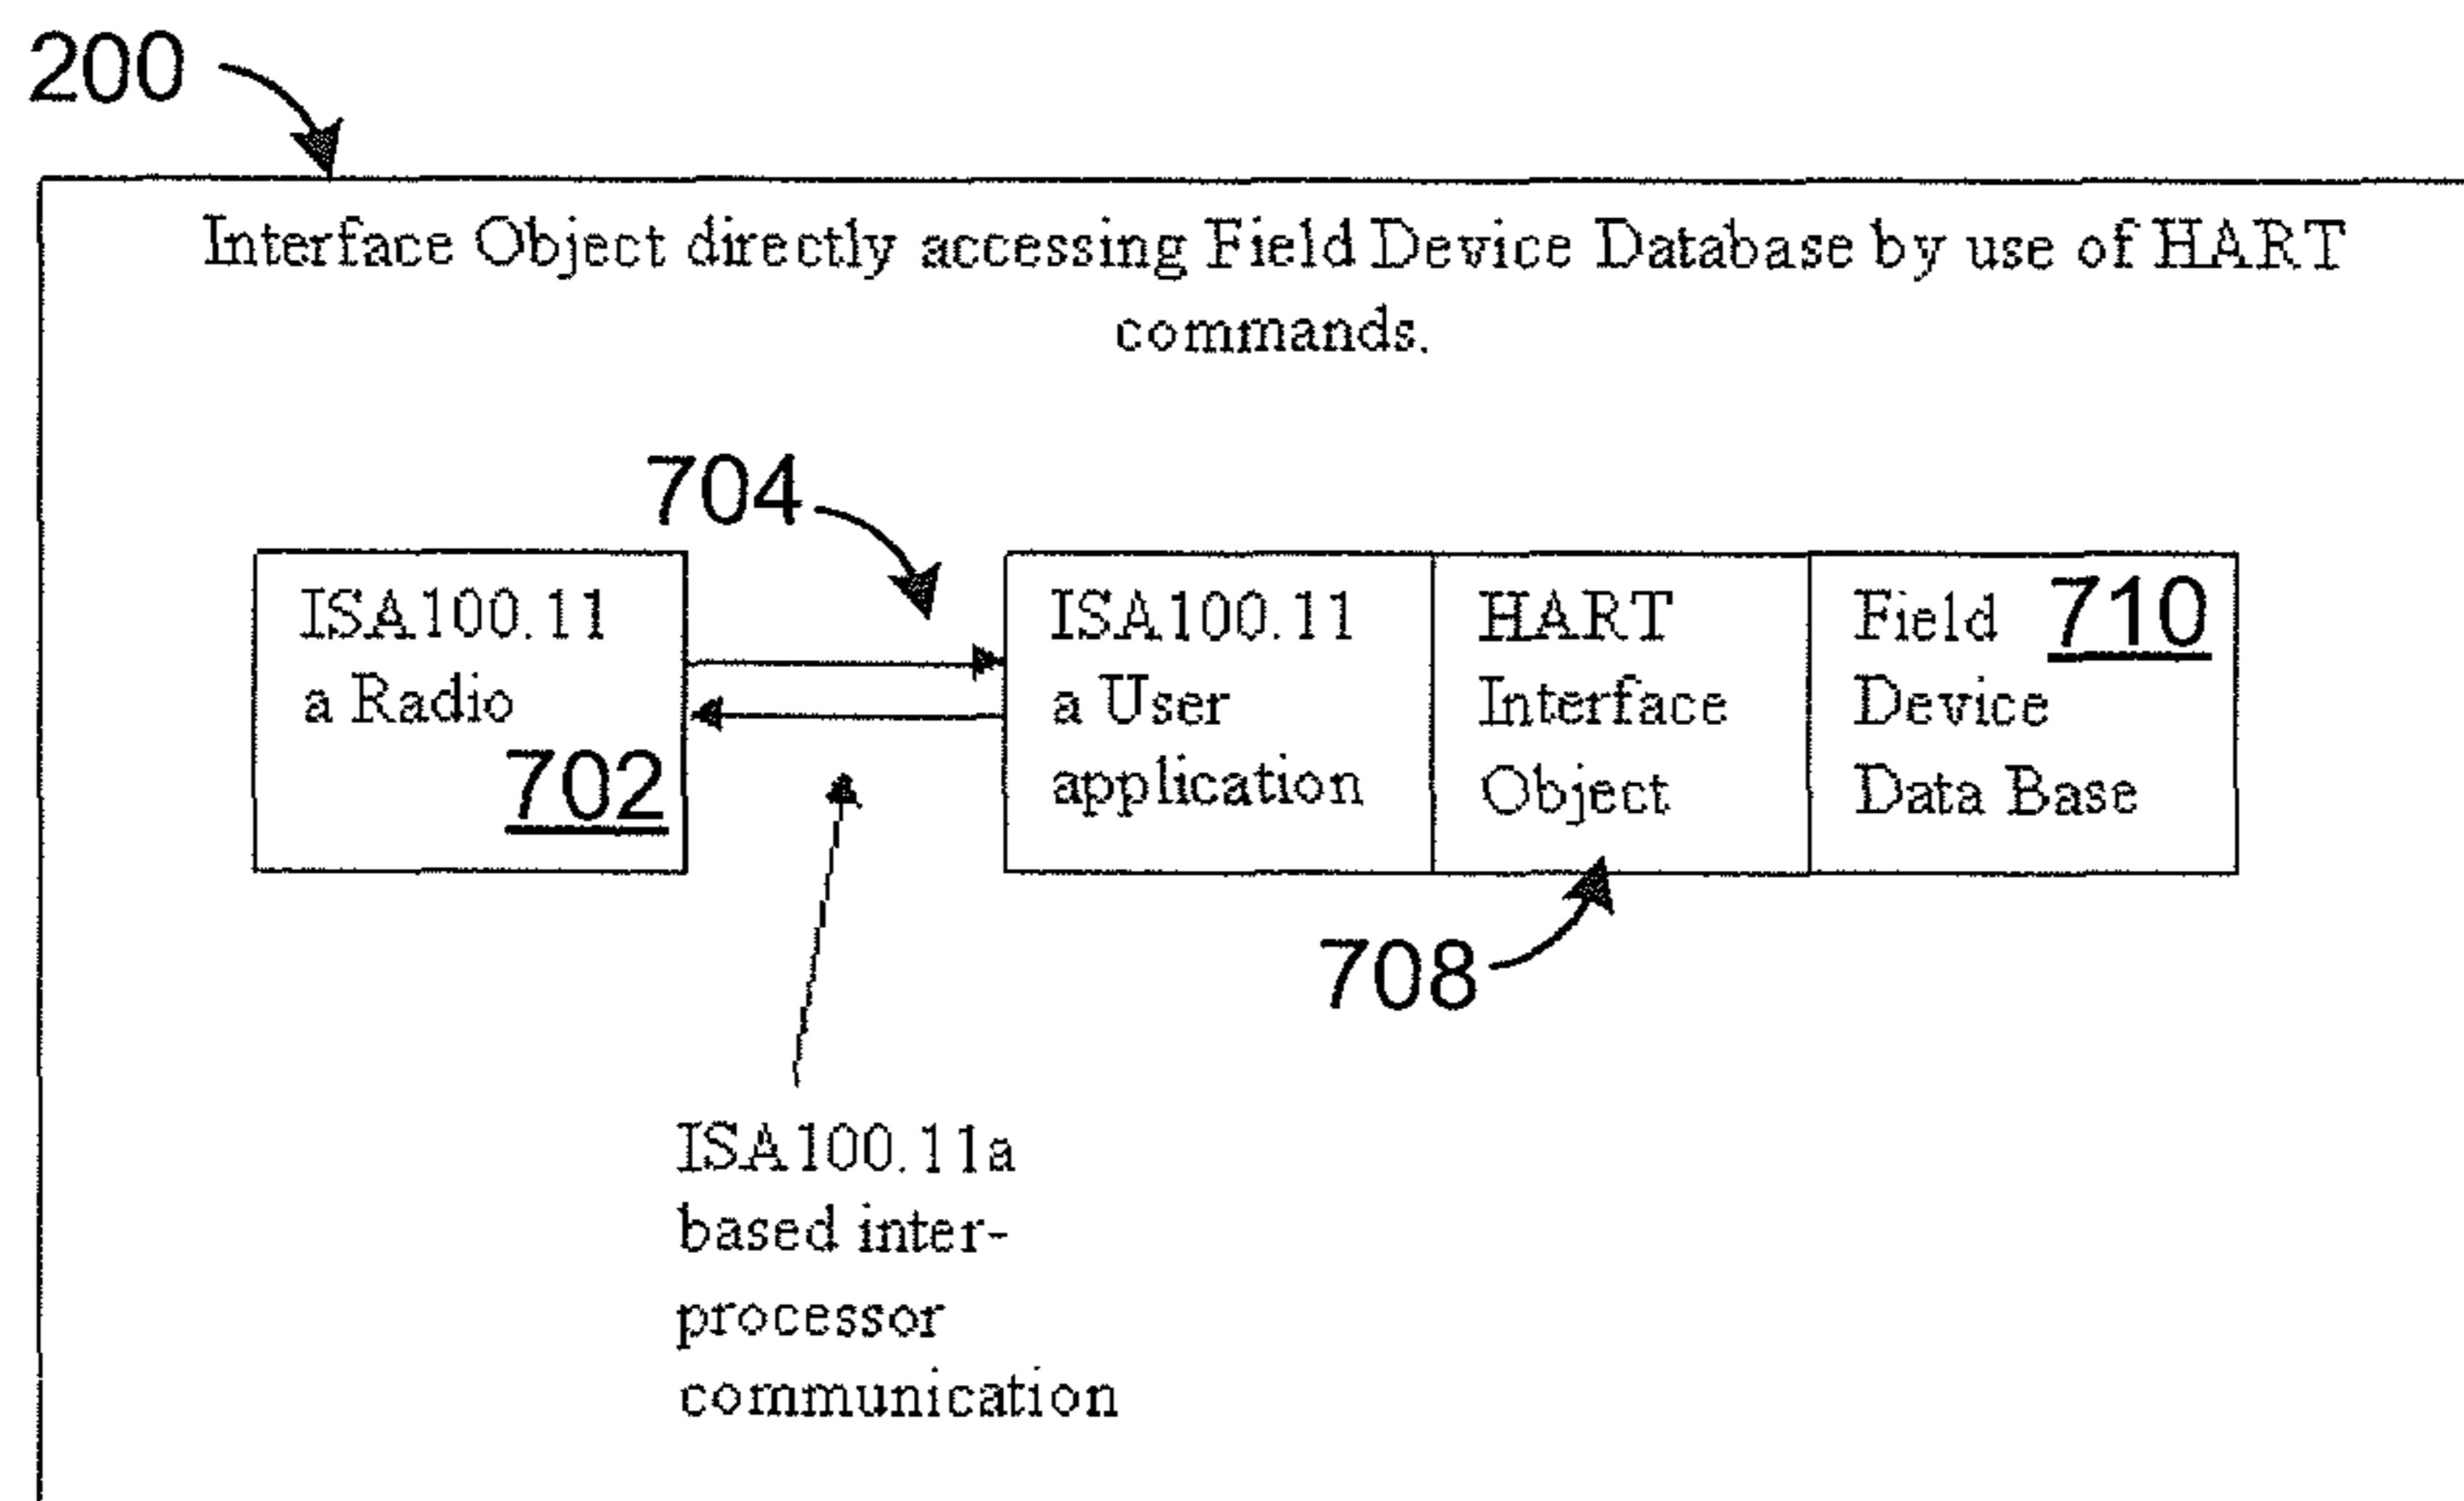 200
Interface Object directly accessing Field Device Database by use of HART
commands.
704
ISA100.11
a Radio
702
ISA100.11
a User
application
HART
Interface
Object
Field 710
Device
Data Base
708
ISA100.11a
based inter-
processor
communication